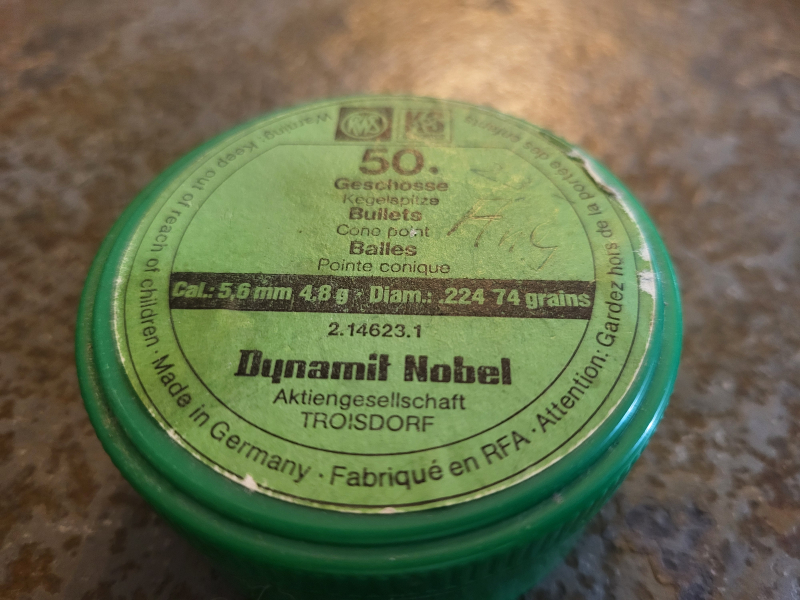 RWS KS
50.
Geschosse
Kegelspitze
Bullets
Cone point
Balles
Pointe conique
Cal.: 5,6 mm 4,8 g · Diam.: .224 74 grains
2.14623.1
Dynamit Nobel
Aktiengesellschaft
TROISDORF
Warning: Keep out of reach of children · Made in Germany · Fabriqué en RFA · Attention: Gardez hors de la portée des enfants